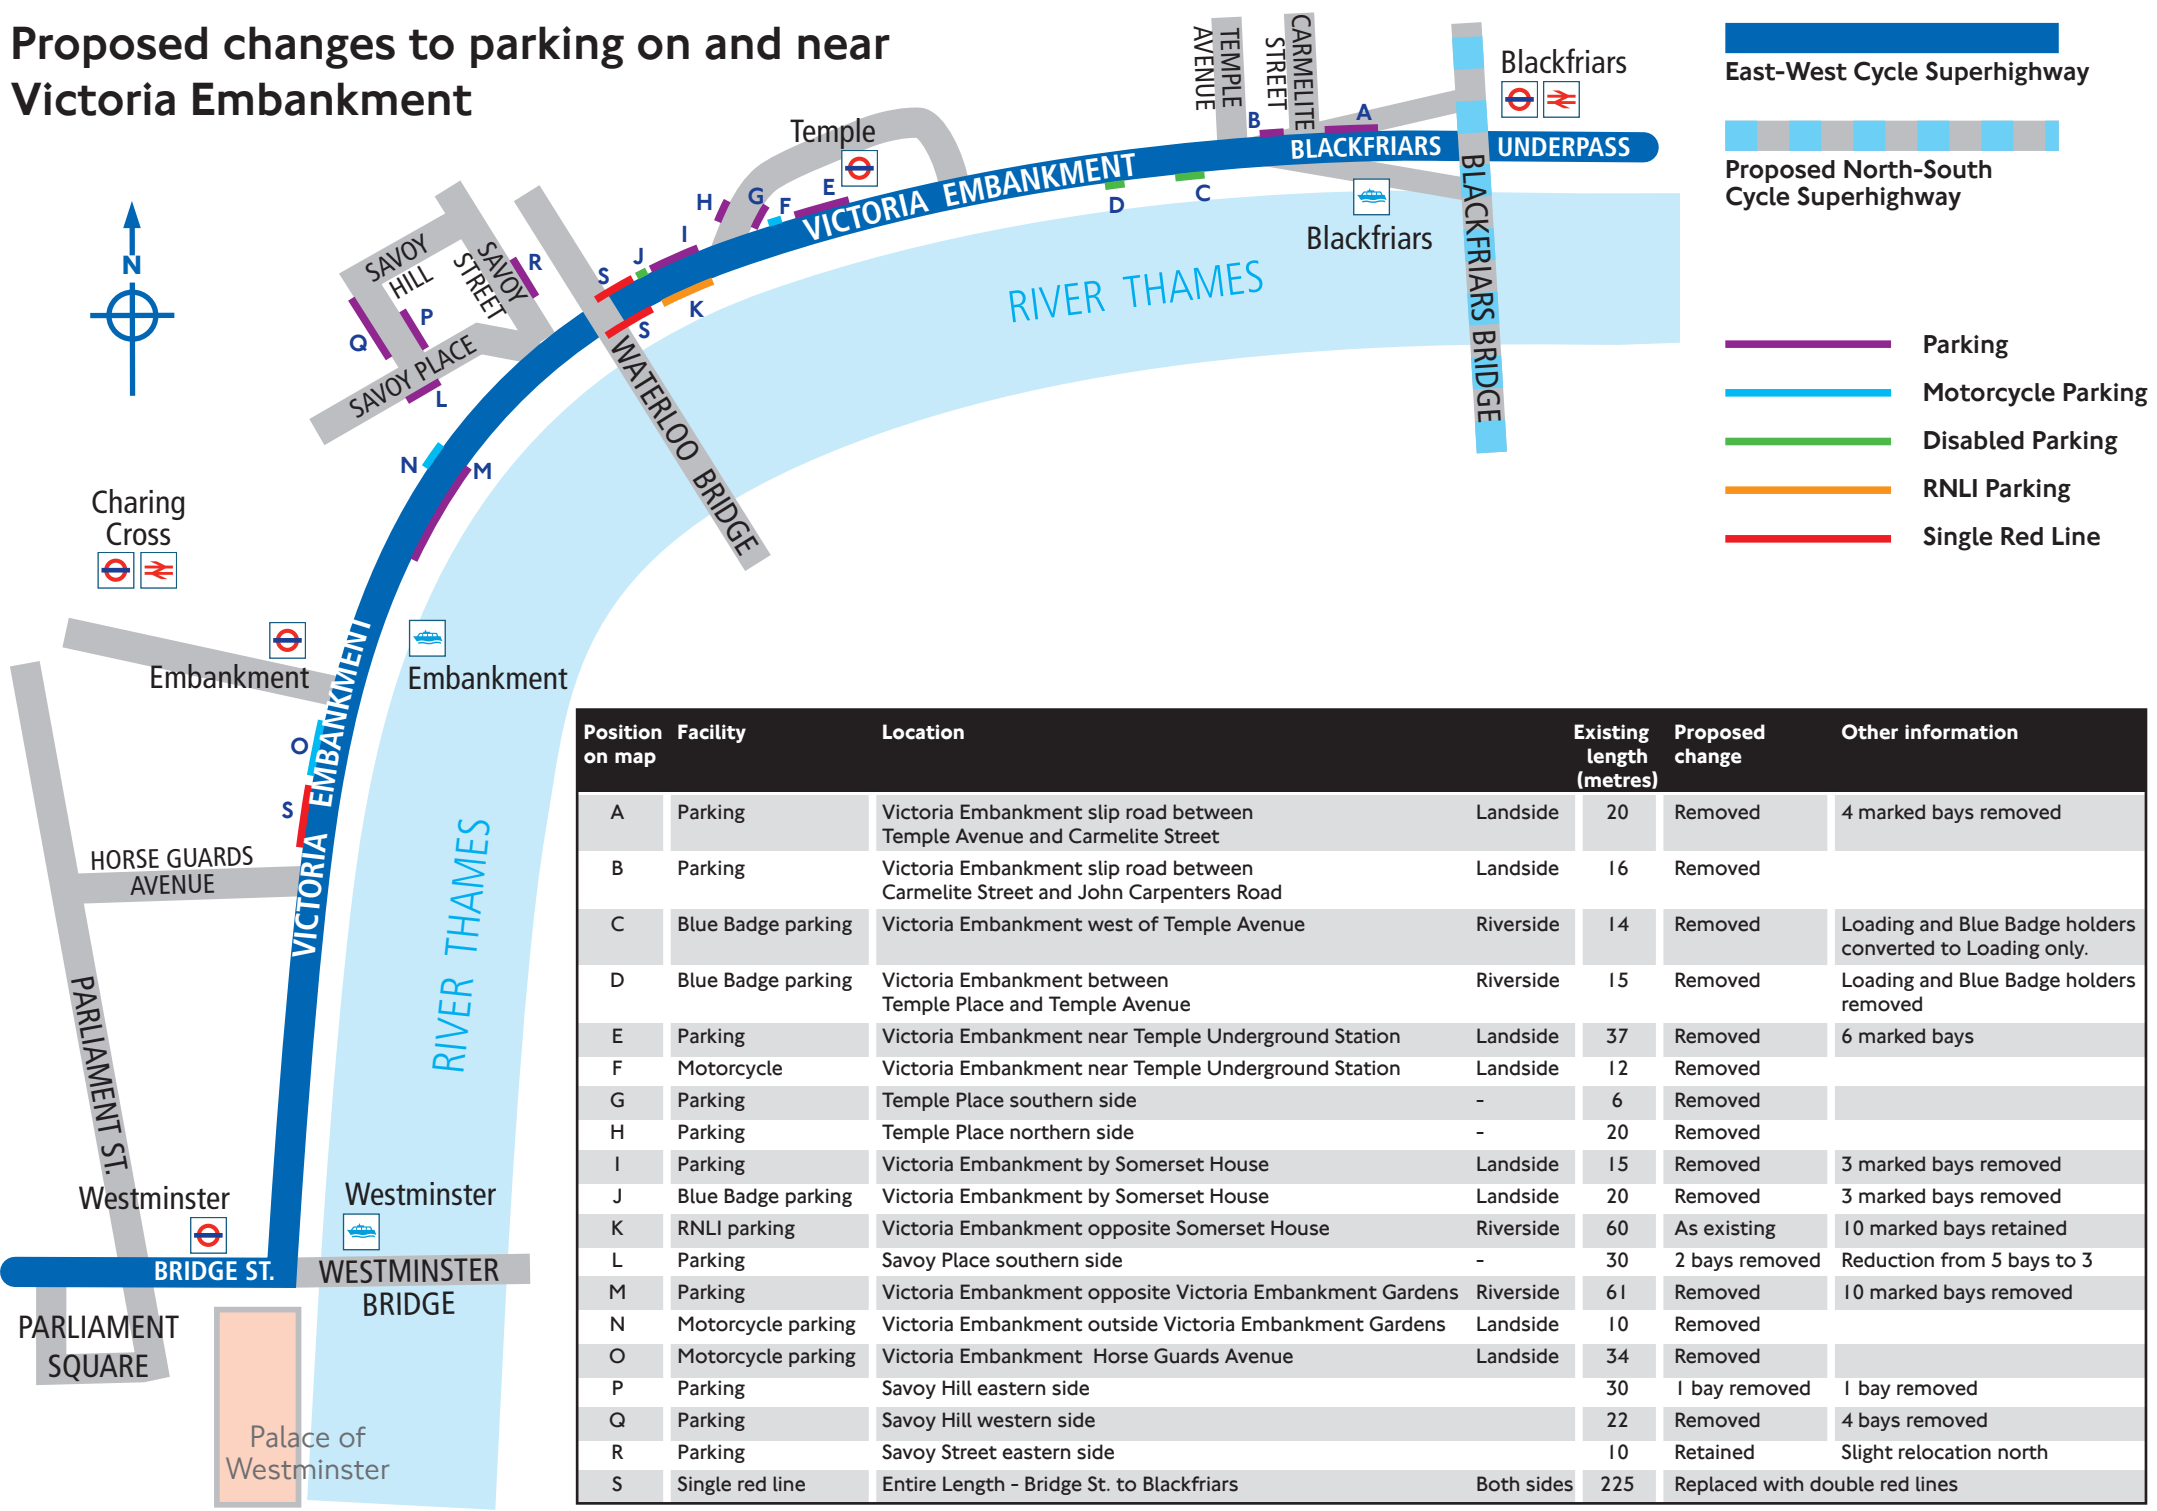 Proposed changes to parking on and near
Victoria Embankment
TEMPLE
AVENUE
CARMELITE
STREET
Blackfriars
East-West Cycle Superhighway
Proposed North-South
Cycle Superhighway
Parking
Motorcycle Parking
Disabled Parking
RNLI Parking
Single Red Line
N
Temple
A
B
C
D
E
F
G
H
I
J
K
S
S
R
Q
P
L
N
M
O
S
BLACKFRIARS
UNDERPASS
BLACKFRIARS BRIDGE
Blackfriars
VICTORIA EMBANKMENT
RIVER THAMES
SAVOY
HILL
SAVOY
STREET
SAVOY PLACE
WATERLOO BRIDGE
Charing
Cross
Embankment
Embankment
VICTORIA EMBANKMENT
HORSE GUARDS
AVENUE
RIVER THAMES
PARLIAMENT ST.
Westminster
Westminster
BRIDGE ST.
WESTMINSTER
BRIDGE
PARLIAMENT
SQUARE
Palace of
Westminster
Position Facility Location Existing Proposed Other information
on map length change
(metres)
A Parking Victoria Embankment slip road between Landside 20 Removed 4 marked bays removed
Temple Avenue and Carmelite Street
B Parking Victoria Embankment slip road between Landside 16 Removed
Carmelite Street and John Carpenters Road
C Blue Badge parking Victoria Embankment west of Temple Avenue Riverside 14 Removed Loading and Blue Badge holders
converted to Loading only.
D Blue Badge parking Victoria Embankment between Riverside 15 Removed Loading and Blue Badge holders
Temple Place and Temple Avenue removed
E Parking Victoria Embankment near Temple Underground Station Landside 37 Removed 6 marked bays
F Motorcycle Victoria Embankment near Temple Underground Station Landside 12 Removed
G Parking Temple Place southern side - 6 Removed
H Parking Temple Place northern side - 20 Removed
I Parking Victoria Embankment by Somerset House Landside 15 Removed 3 marked bays removed
J Blue Badge parking Victoria Embankment by Somerset House Landside 20 Removed 3 marked bays removed
K RNLI parking Victoria Embankment opposite Somerset House Riverside 60 As existing 10 marked bays retained
L Parking Savoy Place southern side - 30 2 bays removed Reduction from 5 bays to 3
M Parking Victoria Embankment opposite Victoria Embankment Gardens Riverside 61 Removed 10 marked bays removed
N Motorcycle parking Victoria Embankment outside Victoria Embankment Gardens Landside 10 Removed
O Motorcycle parking Victoria Embankment Horse Guards Avenue Landside 34 Removed
P Parking Savoy Hill eastern side 30 1 bay removed 1 bay removed
Q Parking Savoy Hill western side 22 Removed 4 bays removed
R Parking Savoy Street eastern side 10 Retained Slight relocation north
S Single red line Entire Length - Bridge St. to Blackfriars Both sides 225 Replaced with double red lines